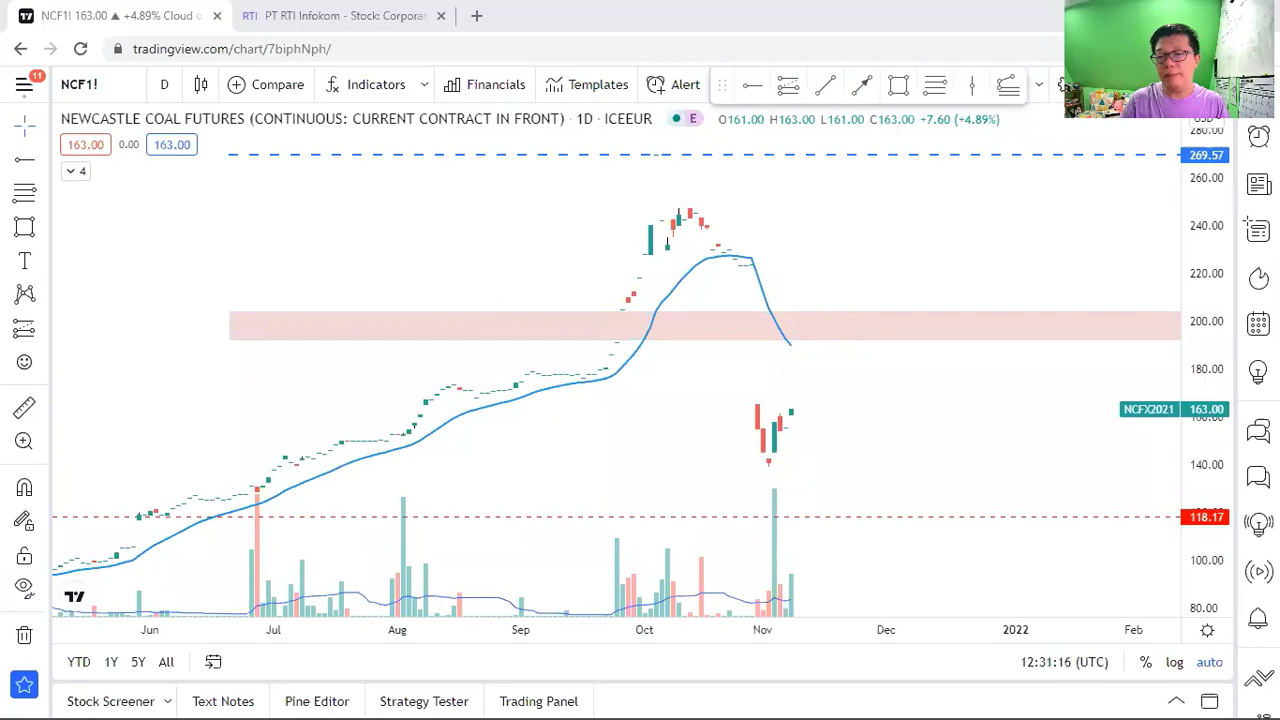 NCF1! 163.00 ▲ +4.89% Cloud c
RTI PT RTI Infokom - Stock: Corporat
tradingview.com/chart/7biphNph/
11
NCF1! D Compare Indicators Financials Templates Alert
NEWCASTLE COAL FUTURES (CONTINUOUS: CURRENT CONTRACT IN FRONT) · 1D · ICEEUR E O161.00 H163.00 L161.00 C163.00 +7.60 (+4.89%)
163.00 0.00 163.00
4
280.00
269.57
260.00
240.00
220.00
200.00
180.00
NCFX2021 163.00
140.00
118.17
100.00
80.00
Jun Jul Aug Sep Oct Nov Dec 2022 Feb
YTD 1Y 5Y All 12:31:16 (UTC) % log auto
Stock Screener Text Notes Pine Editor Strategy Tester Trading Panel